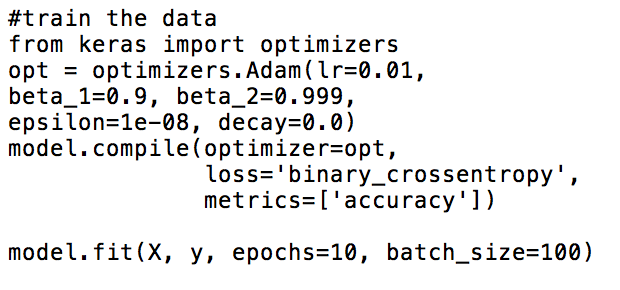 #train the data
from keras import optimizers
opt = optimizers.Adam(lr=0.01,
beta_1=0.9, beta_2=0.999,
epsilon=1e-08, decay=0.0)
model.compile(optimizer=opt,
              loss='binary_crossentropy',
              metrics=['accuracy'])

model.fit(X, y, epochs=10, batch_size=100)